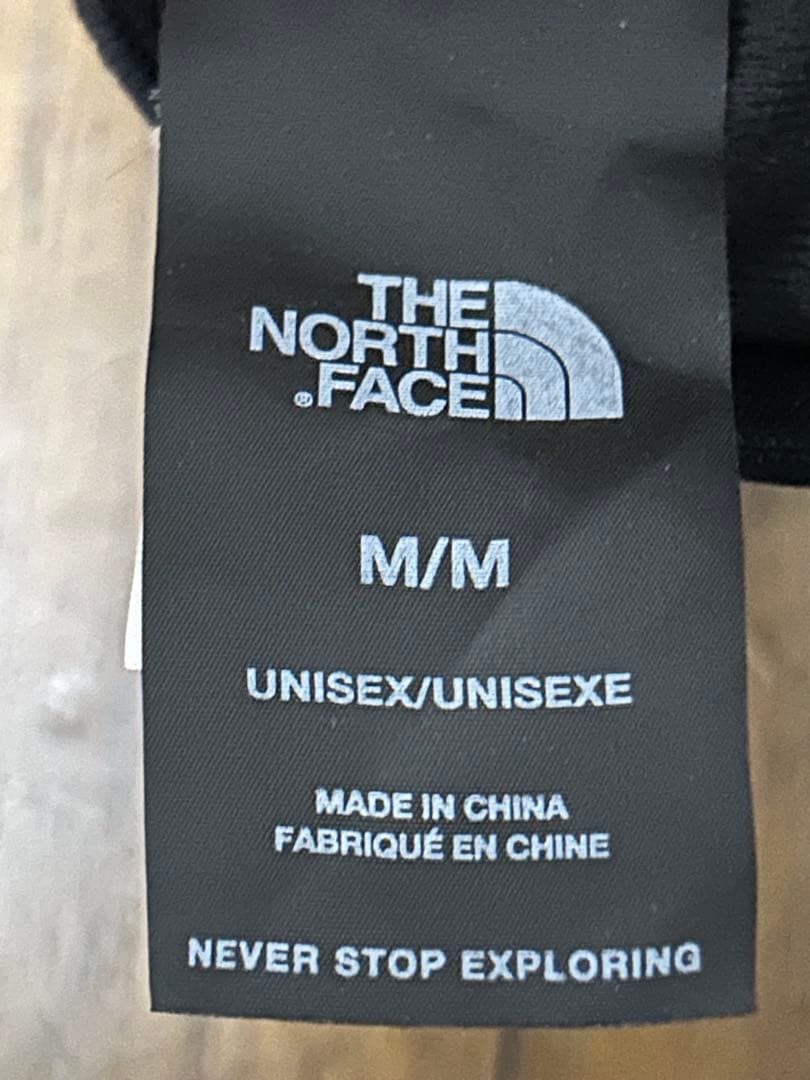 THE
NORTH
®.FACE
M/M
UNISEX/UNISEXE
MADE IN CHINA
FABRIQUÉ EN CHINE
NEVER STOP EXPLORING